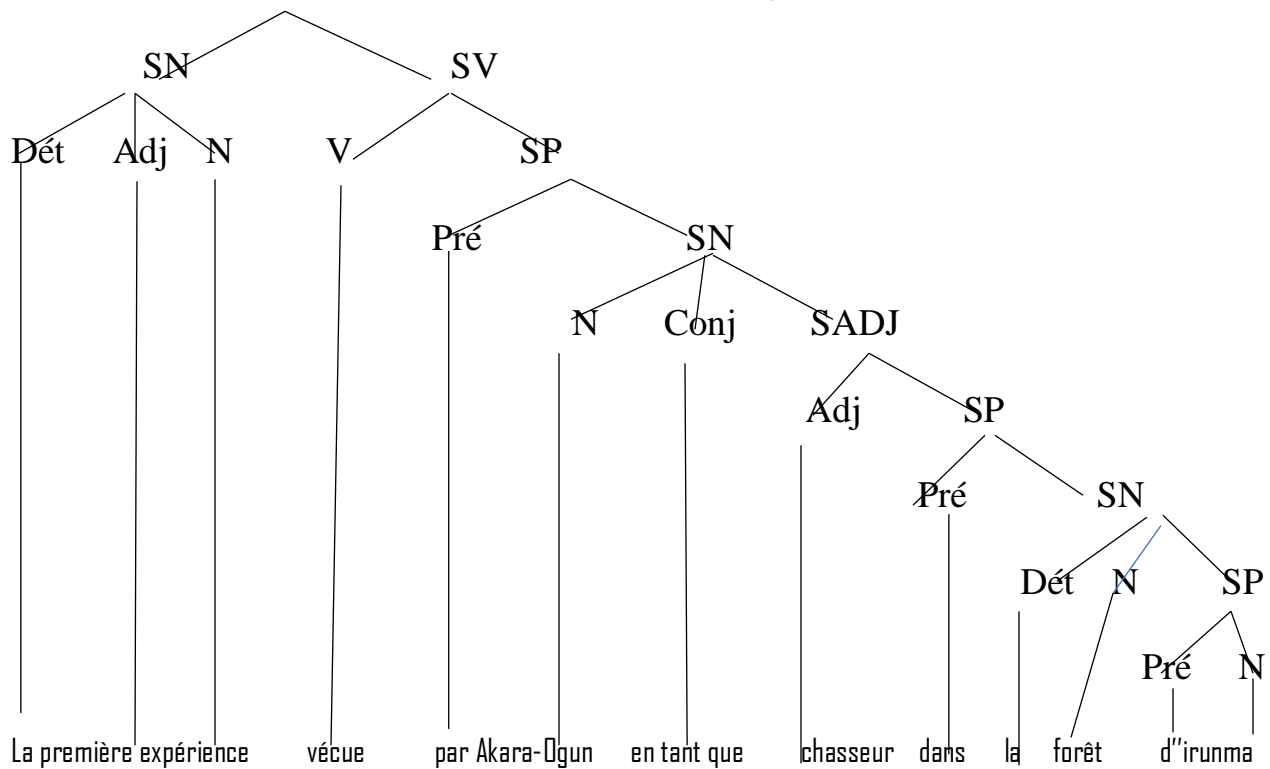 SN SV
Dét Adj N V SP
Pré SN
N Conj SADJ
Adj SP
Pré SN
Dét N SP
Pré N
La première expérience vécue par Akara-Ogun en tant que chasseur dans la forêt d''irunma